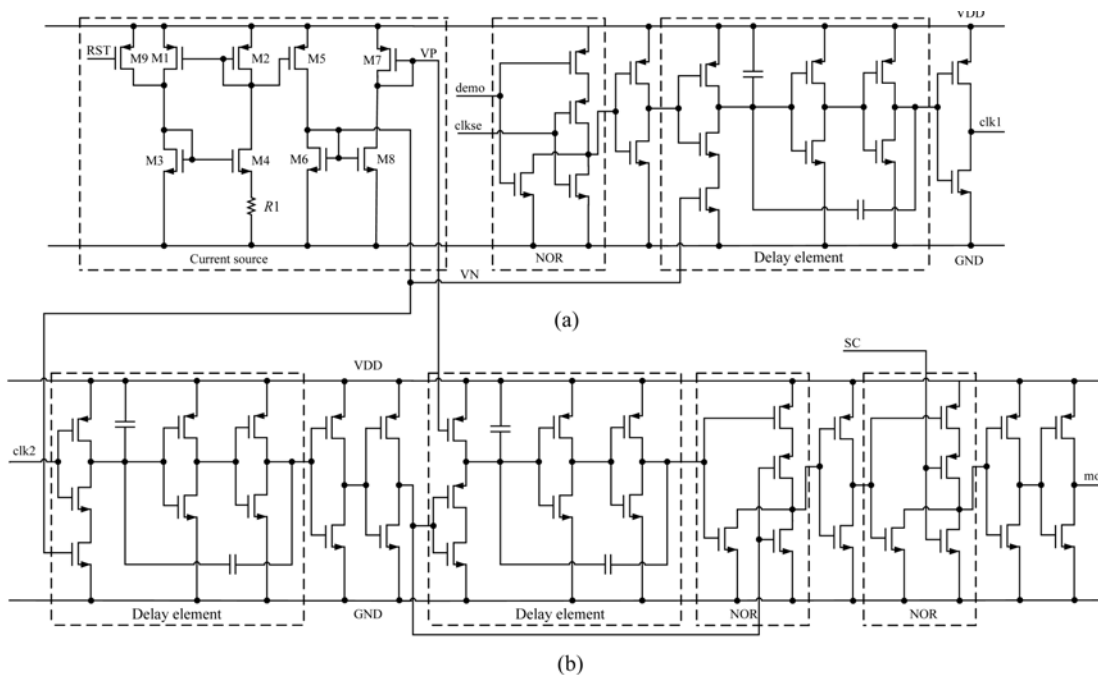 VDD
RST
M9
M1
M2
M5
M7
VP
demo
clkse
clk1
M3
M4
M6
M8
R1
Current source
NOR
Delay element
GND
VN
(a)
SC
VDD
clk2
Delay element
GND
Delay element
NOR
NOR
(b)